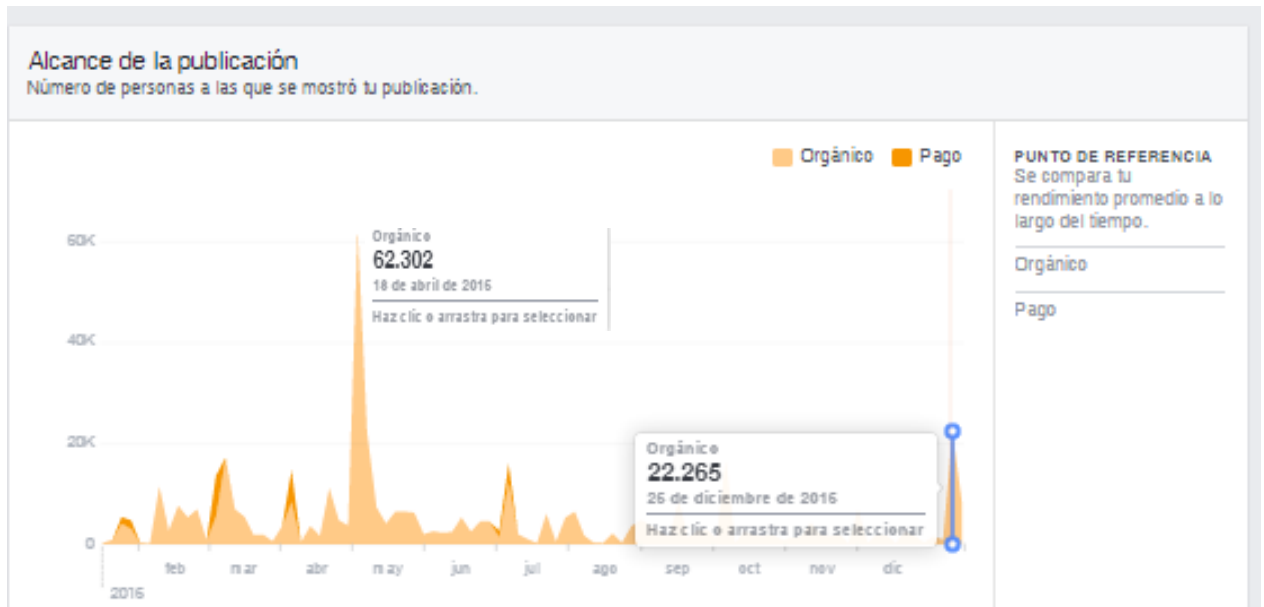 Alcance de la publicación
Número de personas a las que se mostró tu publicación.
Orgánico Pago
60K
40K
20K
0
Orgánico
62.302
18 de abril de 2016
Haz clic o arrastra para seleccionar
Orgánico
22.265
26 de diciembre de 2016
Haz clic o arrastra para seleccionar
feb mar abr may jun jul ago sep oct nov dic
2016
PUNTO DE REFERENCIA
Se compara tu
rendimiento promedio a lo
largo del tiempo.
Orgánico
Pago